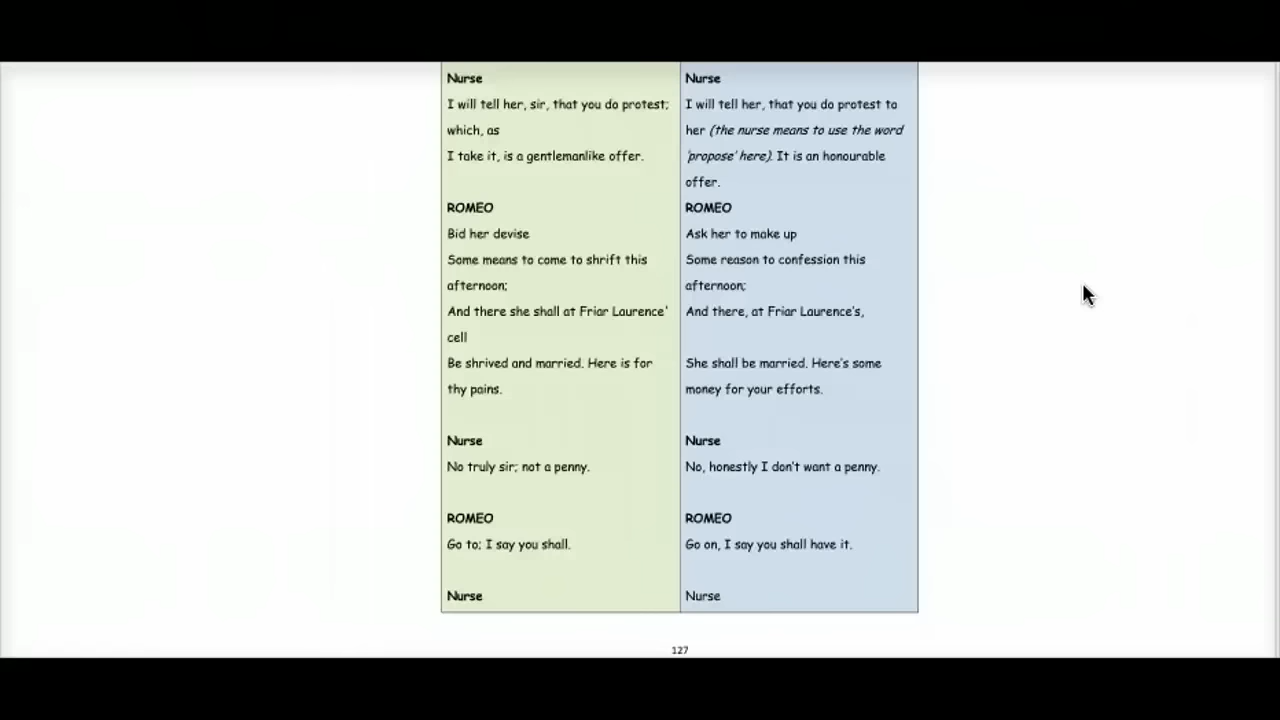 Nurse
I will tell her, sir, that you do protest;
which, as
I take it, is a gentlemanlike offer.
ROMEO
Bid her devise
Some means to come to shrift this
afternoon;
And there she shall at Friar Laurence'
cell
Be shrived and married. Here is for
thy pains.
Nurse
No truly sir; not a penny.
ROMEO
Go to; I say you shall.
Nurse
Nurse
I will tell her, that you do protest to
her (the nurse means to use the word
'propose' here). It is an honourable
offer.
ROMEO
Ask her to make up
Some reason to confession this
afternoon;
And there, at Friar Laurence's,
She shall be married. Here's some
money for your efforts.
Nurse
No, honestly I don't want a penny.
ROMEO
Go on, I say you shall have it.
Nurse
127